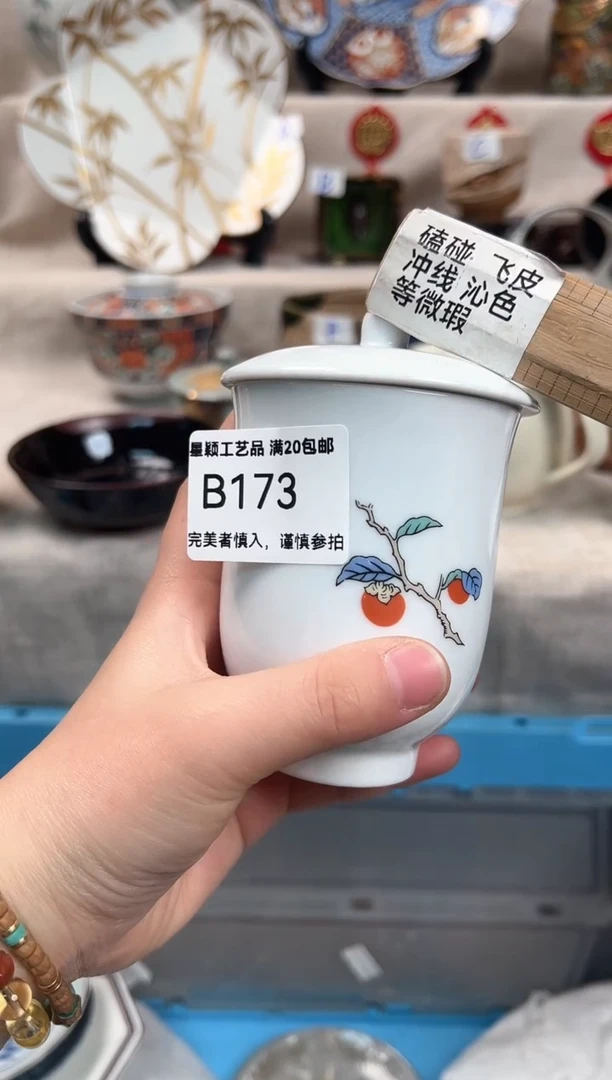 磕碰 飞皮
冲线 沁色
等微瑕
星颖工艺品 满20包邮
B173
完美者慎入，谨慎参拍